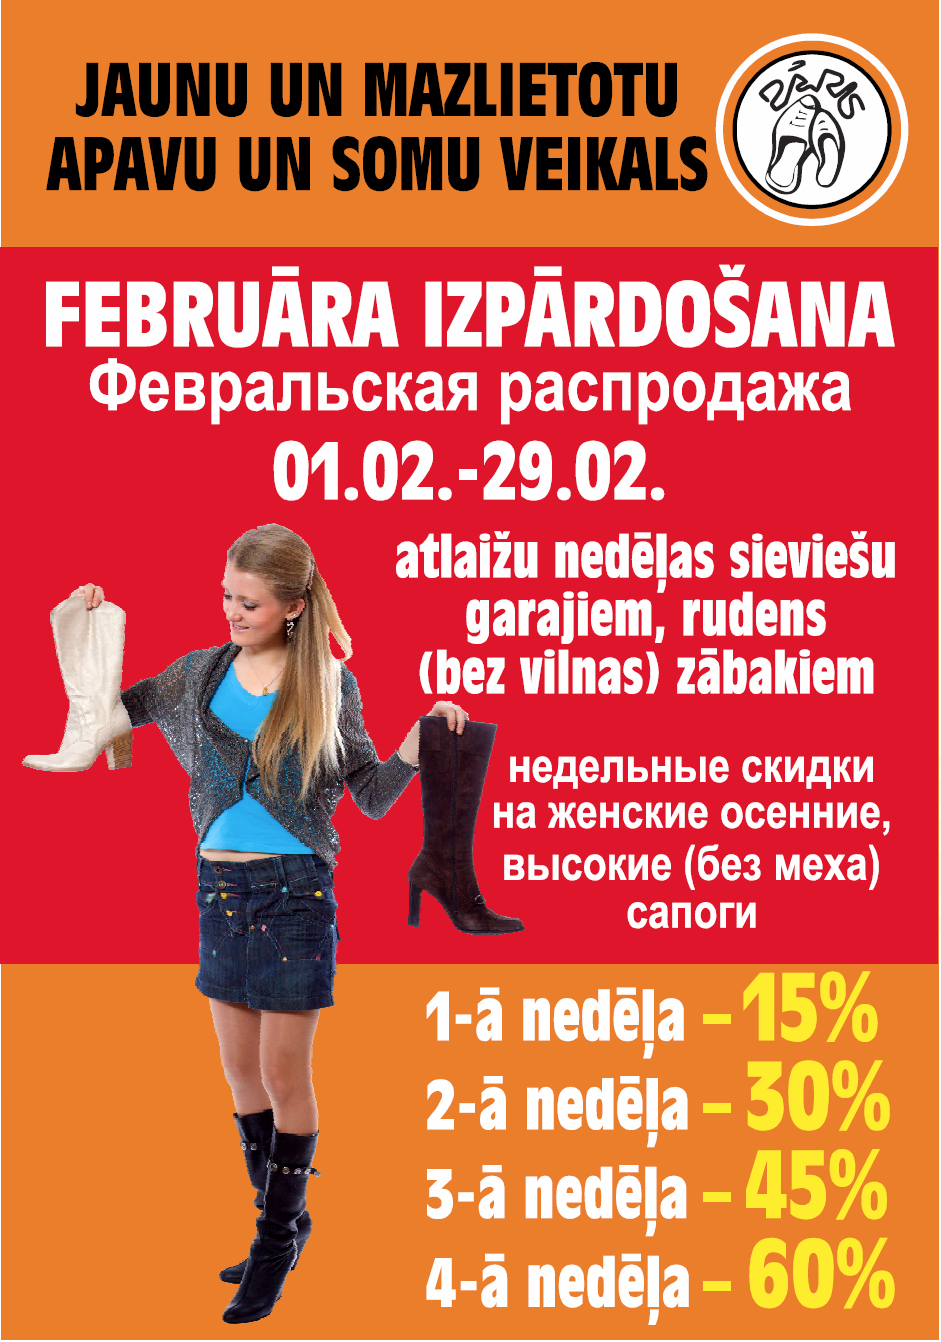 JAUNU UN MAZLIETOTU
APAVU UN SOMU VEIKALS
FEBRUĀRA IZPĀRDOŠANA
Февральская распродажа
01.02.-29.02.
atlaižu nedēļas sieviešu
garajiem, rudens
(bez vilnas) zābakiem
недельные скидки
на женские осенние,
высокие (без меха)
сапоги
1-ā nedēļa – 15%
2-ā nedēļa – 30%
3-ā nedēļa – 45%
4-ā nedēļa – 60%